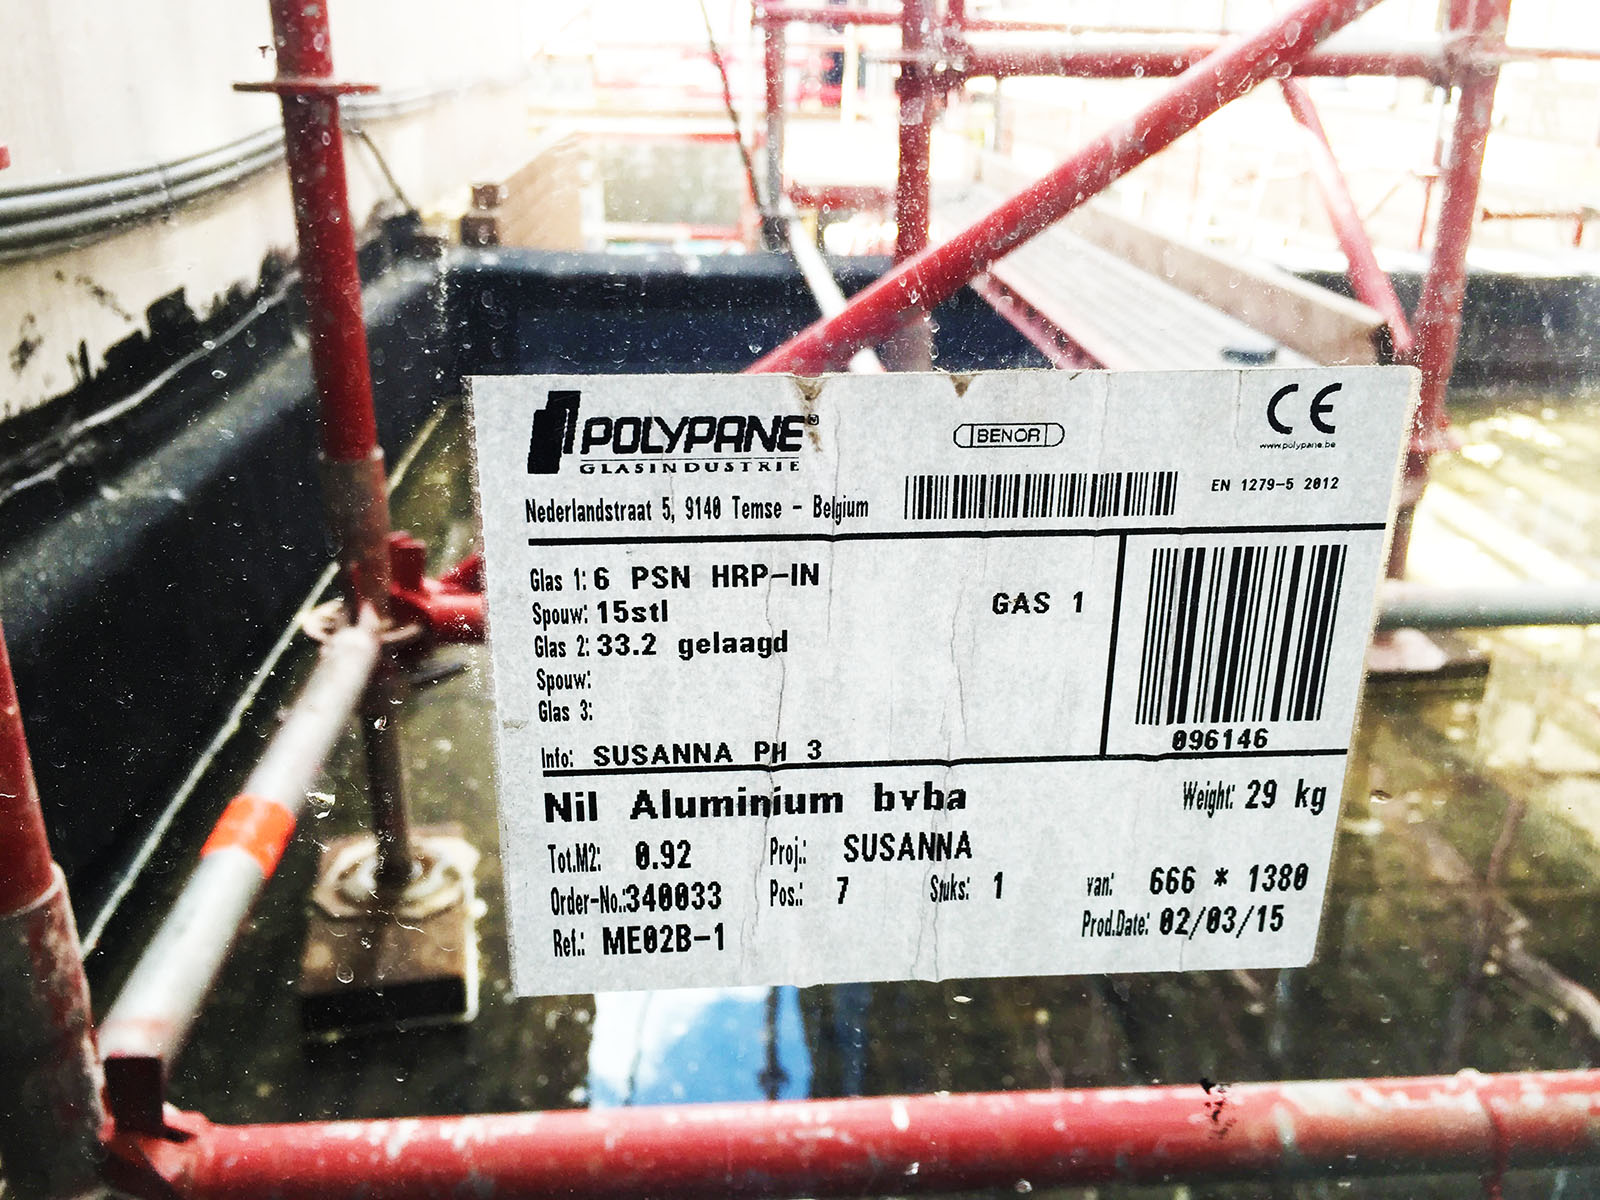 POLYPANE
GLASINDUSTRIE
BENOR
CE
www.polypane.be
Nederlandstraat 5, 9140 Temse - Belgium
EN 1279-5 2012
Glas 1: 6 PSN HRP-IN
Spouw: 15stl
GAS 1
Glas 2: 33.2 gelaagd
Spouw:
Glas 3:
096146
Info: SUSANNA PH 3
Nil Aluminium bvba
Weight: 29 kg
Tot.M2: 0.92 Proj.: SUSANNA
Order-No.:340033 Pos.: 7 Stuks: 1 van: 666 * 1380
Ref.: ME02B-1 Prod.Date: 02/03/15